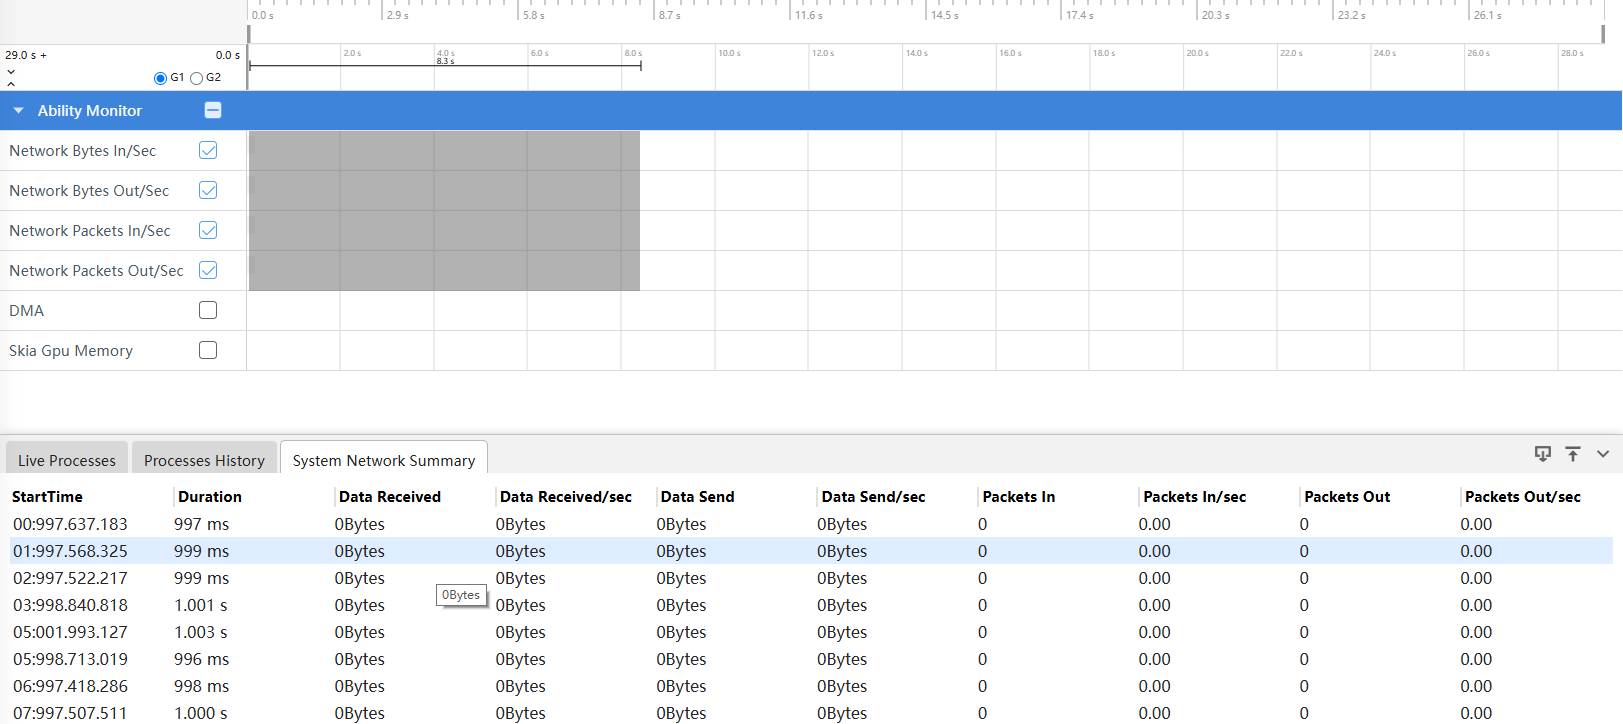 0.0 s 2.9 s 5.8 s 8.7 s 11.6 s 14.5 s 17.4 s 20.3 s 23.2 s 26.1 s
29.0 s + 0.0 s 2.0 s 4.0 s 6.0 s 8.0 s 10.0 s 12.0 s 14.0 s 16.0 s 18.0 s 20.0 s 22.0 s 24.0 s 26.0 s 28.0 s
8.3 s
G1 G2
Ability Monitor
Network Bytes In/Sec
Network Bytes Out/Sec
Network Packets In/Sec
Network Packets Out/Sec
DMA
Skia Gpu Memory
Live Processes Processes History System Network Summary
StartTime Duration Data Received Data Received/sec Data Send Data Send/sec Packets In Packets In/sec Packets Out Packets Out/sec
00:997.637.183 997 ms 0Bytes 0Bytes 0Bytes 0Bytes 0 0.00 0 0.00
01:997.568.325 999 ms 0Bytes 0Bytes 0Bytes 0Bytes 0 0.00 0 0.00
02:997.522.217 999 ms 0Bytes 0Bytes 0Bytes 0Bytes 0 0.00 0 0.00
0Bytes
03:998.840.818 1.001 s 0Bytes 0Bytes 0Bytes 0Bytes 0 0.00 0 0.00
05:001.993.127 1.003 s 0Bytes 0Bytes 0Bytes 0Bytes 0 0.00 0 0.00
05:998.713.019 996 ms 0Bytes 0Bytes 0Bytes 0Bytes 0 0.00 0 0.00
06:997.418.286 998 ms 0Bytes 0Bytes 0Bytes 0Bytes 0 0.00 0 0.00
07:997.507.511 1.000 s 0Bytes 0Bytes 0Bytes 0Bytes 0 0.00 0 0.00